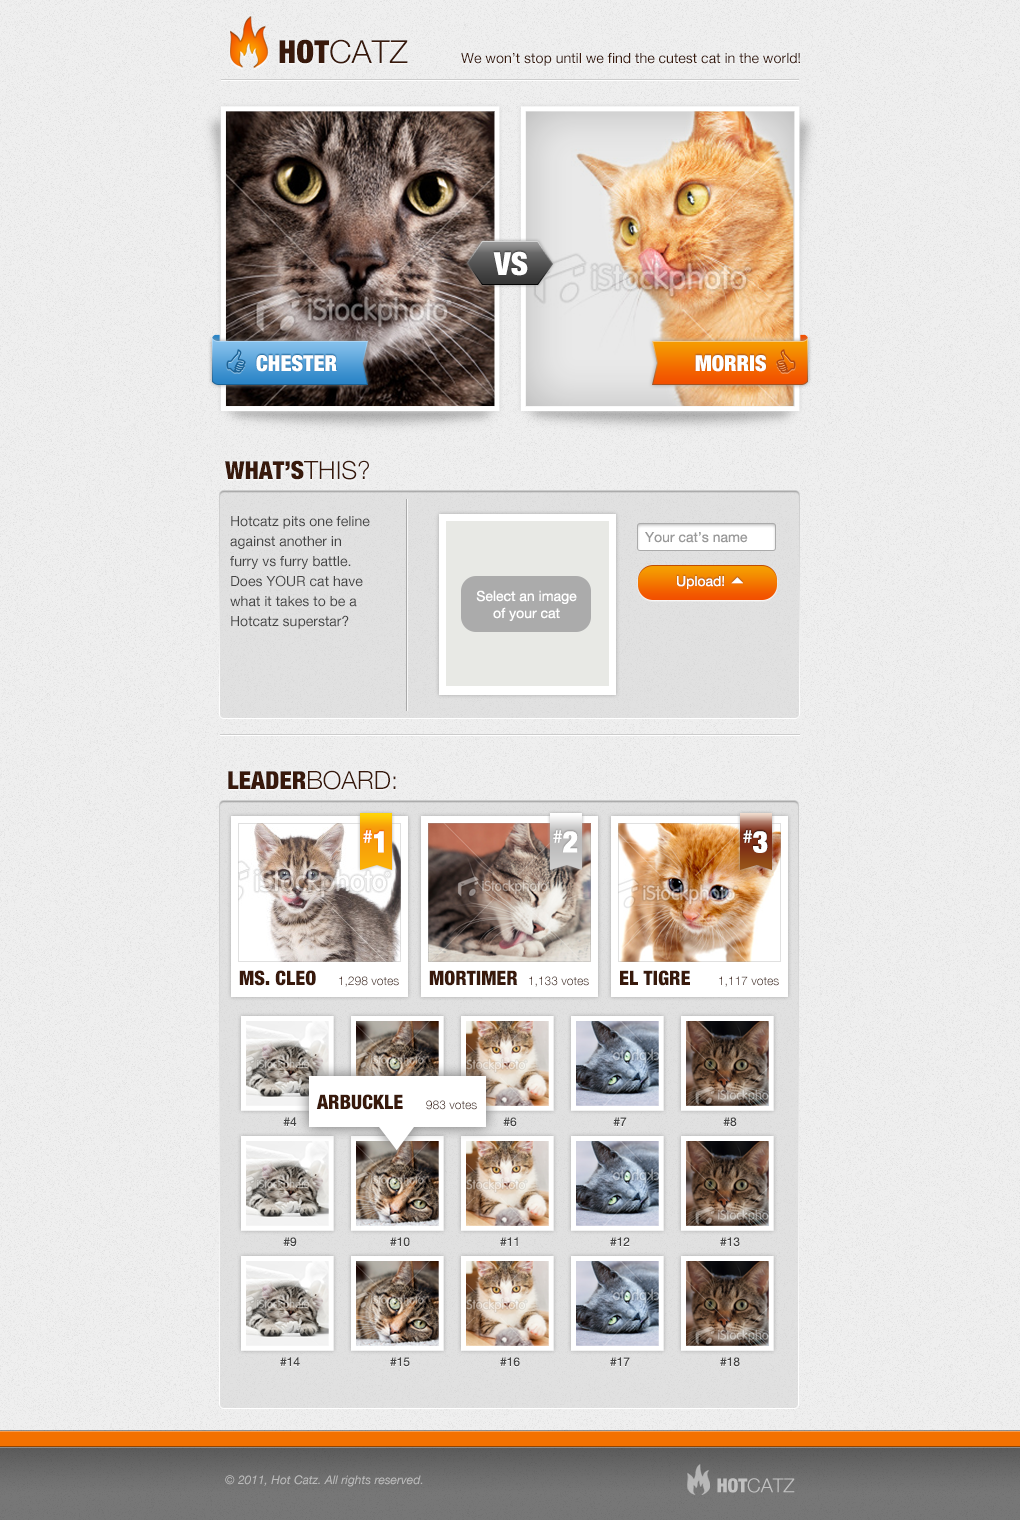 HOTCATZ
We won't stop until we find the cutest cat in the world!
VS
iStockphoto
iStockphoto
CHESTER
MORRIS
WHAT'STHIS?
Hotcatz pits one feline
against another in
furry vs furry battle.
Does YOUR cat have
what it takes to be a
Hotcatz superstar?
Your cat's name
Upload!
Select an image
of your cat
LEADERBOARD:
#1
#2
#3
iStockphoto
iStockphoto
iStockphoto
MS. CLEO 1,298 votes
MORTIMER 1,133 votes
EL TIGRE 1,117 votes
ARBUCKLE 983 votes
#4
#6
#7
#8
#9
#10
#11
#12
#13
#14
#15
#16
#17
#18
© 2011, Hot Catz. All rights reserved.
HOTCATZ